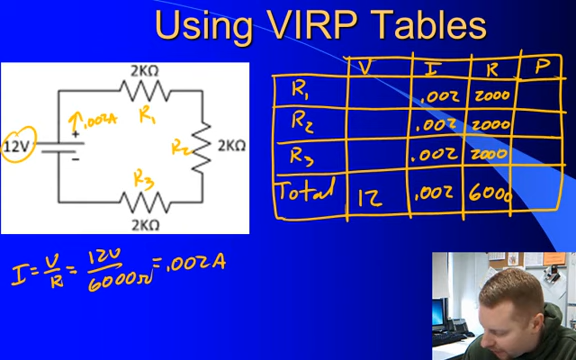 Using VIRP Tables
2KΩ
R1
.002A
+
12V
-
R2
2KΩ
R3
2KΩ
V I R P
R1 .002 2000
R2 .002 2000
R3 .002 2000
Total 12 .002 6000
I = V/R = 12V/6000Ω = .002A